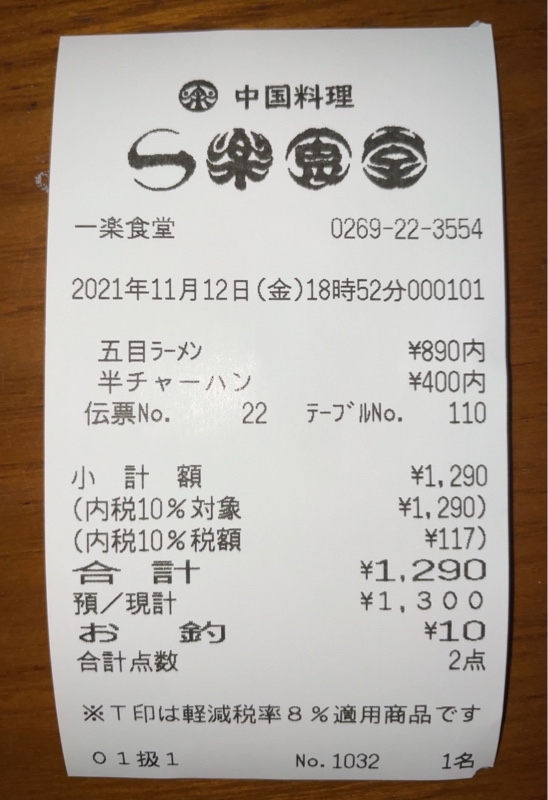 中国料理
一楽食堂
一楽食堂 0269-22-3554
2021年11月12日(金)18時52分000101
五目ﾗｰﾒﾝ ¥890内
半チャーハン ¥400内
伝票No. 22 ﾃｰﾌﾞﾙNo. 110
小計額 ¥1,290
(内税10%対象 ¥1,290)
(内税10%税額 ¥117)
合計 ¥1,290
預/現計 ¥1,300
お釣 ¥10
合計点数 2点
※T印は軽減税率8%適用商品です
01扱1 No.1032 1名